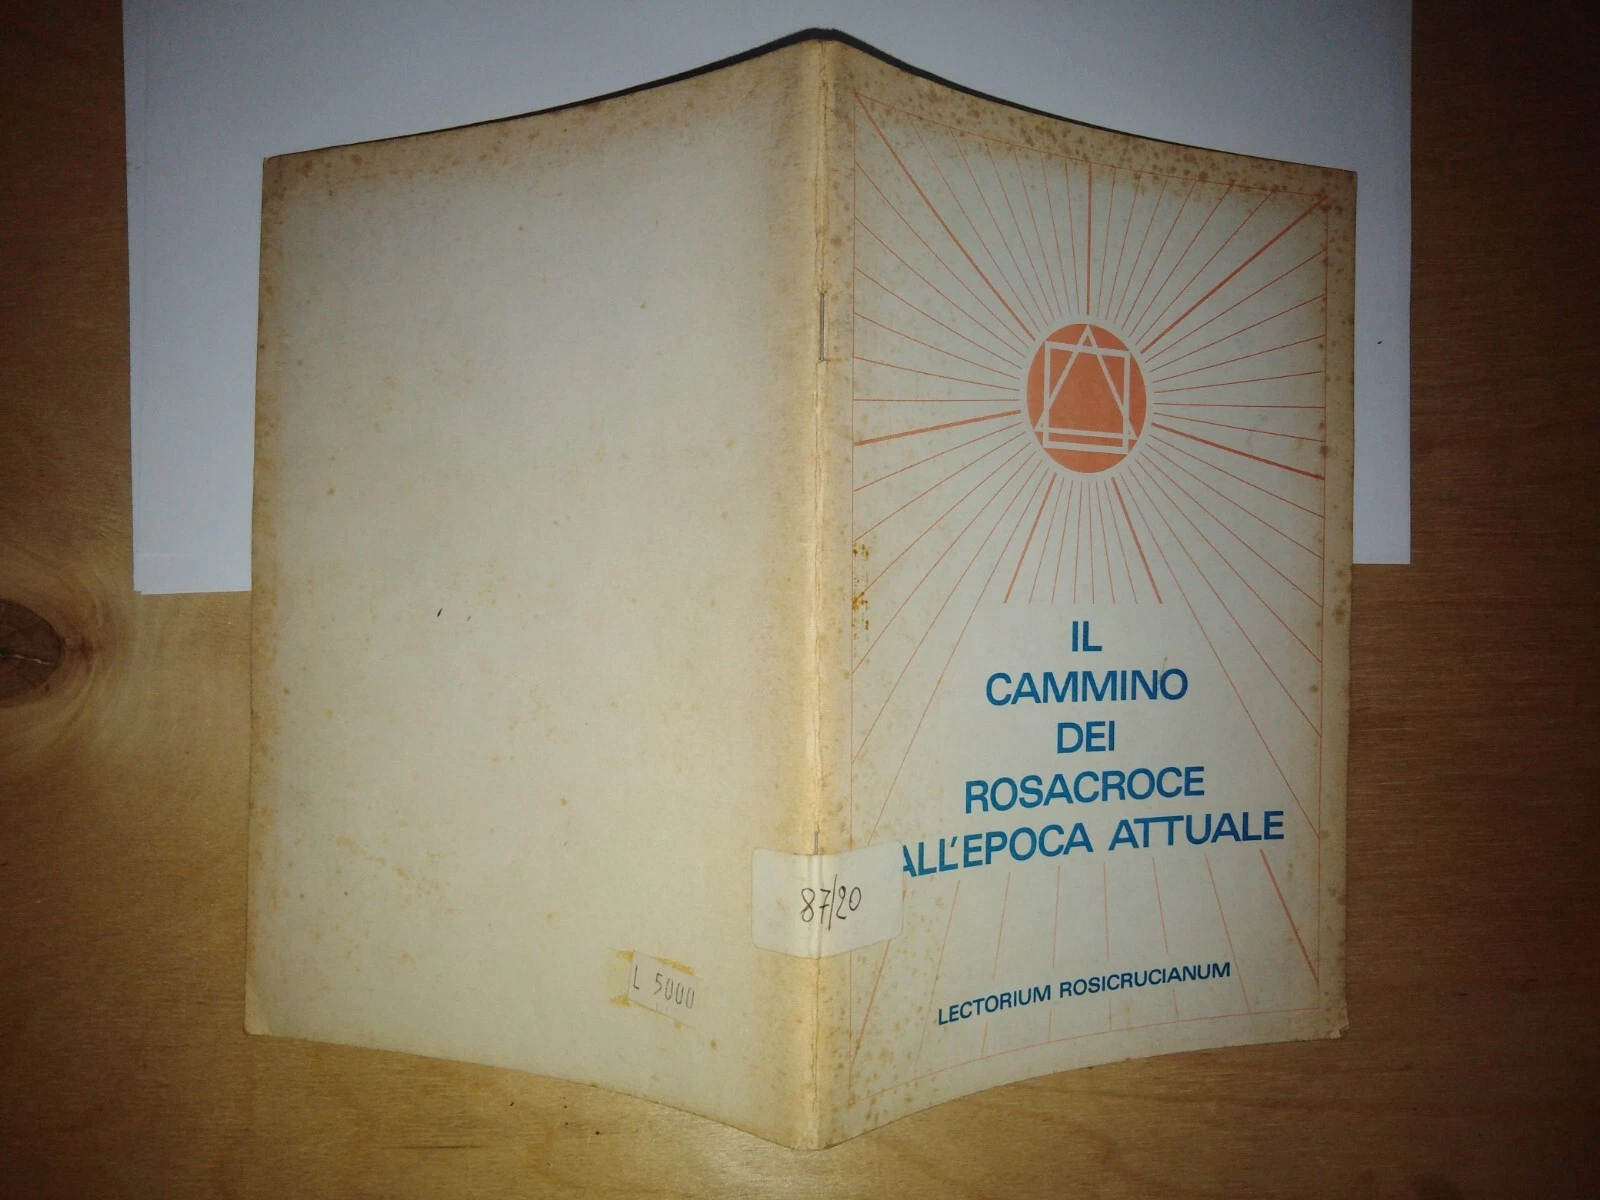 IL
CAMMINO
DEI
ROSACROCE
ALL'EPOCA ATTUALE
87/20
L 5000
LECTORIUM ROSICRUCIANUM